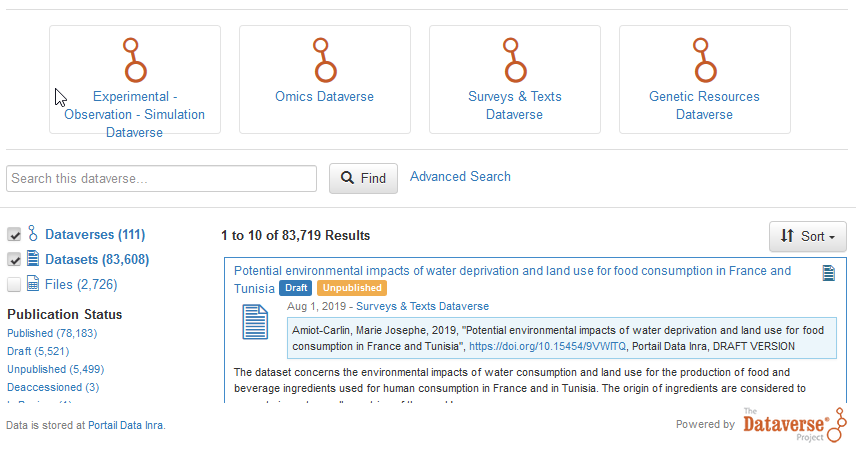 Experimental -
Observation - Simulation
Dataverse
Omics Dataverse
Surveys & Texts
Dataverse
Genetic Resources
Dataverse
Search this dataverse...
Find
Advanced Search
Dataverses (111)
Datasets (83,608)
Files (2,726)
Publication Status
Published (78,183)
Draft (5,521)
Unpublished (5,499)
Deaccessioned (3)
1 to 10 of 83,719 Results
Sort
Potential environmental impacts of water deprivation and land use for food consumption in France and
Tunisia Draft Unpublished
Aug 1, 2019 - Surveys & Texts Dataverse
Amiot-Carlin, Marie Josephe, 2019, "Potential environmental impacts of water deprivation and land use for food
consumption in France and Tunisia", https://doi.org/10.15454/9VWITQ, Portail Data Inra, DRAFT VERSION
The dataset concerns the environmental impacts of water consumption and land use for the production of food and
beverage ingredients used for human consumption in France and in Tunisia. The origin of ingredients are considered to
Data is stored at Portail Data Inra.
Powered by
The
Dataverse®
Project